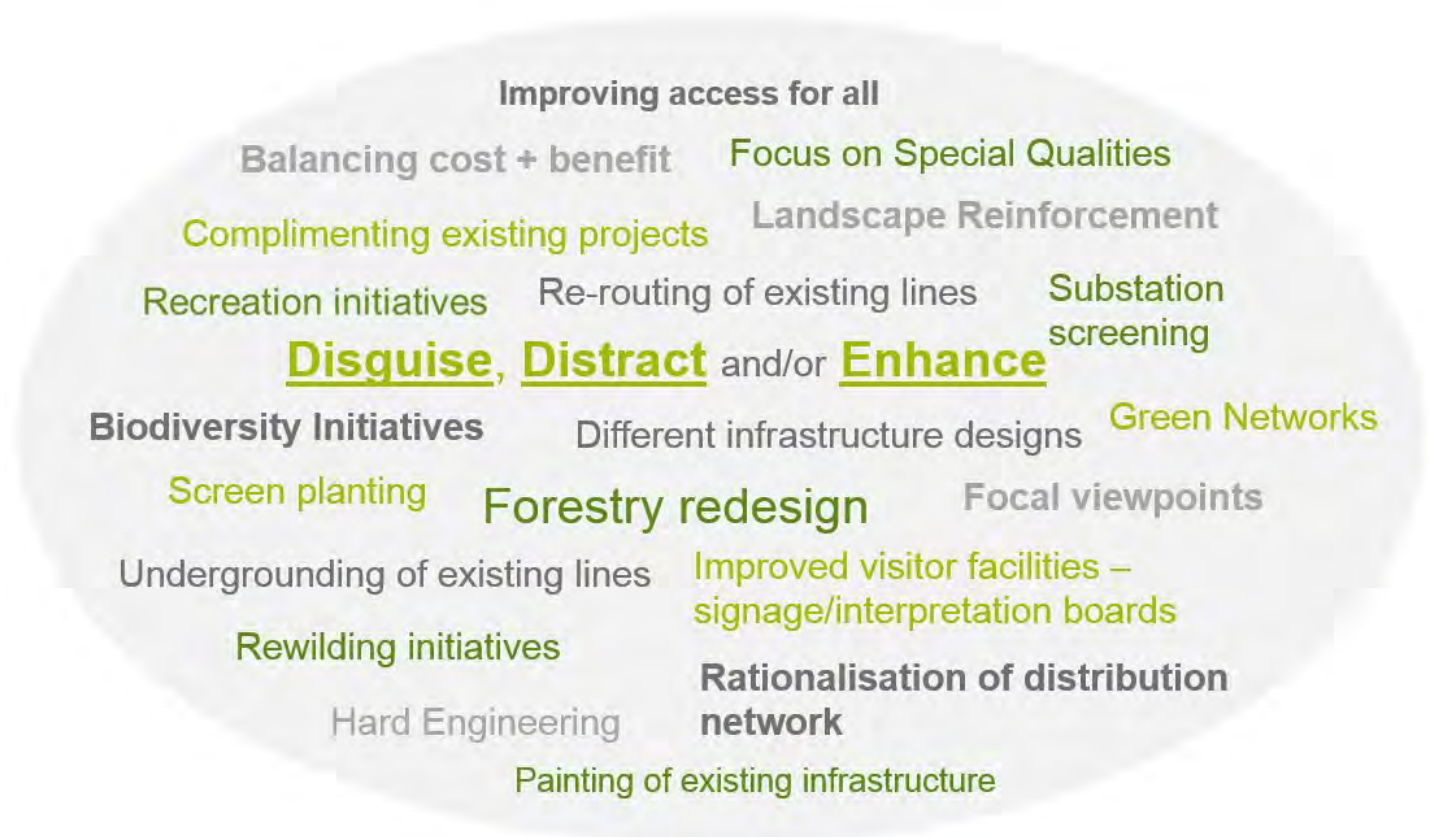 Improving access for all
Balancing cost + benefit
Focus on Special Qualities
Complimenting existing projects
Landscape Reinforcement
Recreation initiatives
Re-routing of existing lines
Substation
screening
Disguise, Distract and/or Enhance
Biodiversity Initiatives
Different infrastructure designs
Green Networks
Screen planting
Forestry redesign
Focal viewpoints
Undergrounding of existing lines
Improved visitor facilities –
signage/interpretation boards
Rewilding initiatives
Rationalisation of distribution
network
Hard Engineering
Painting of existing infrastructure